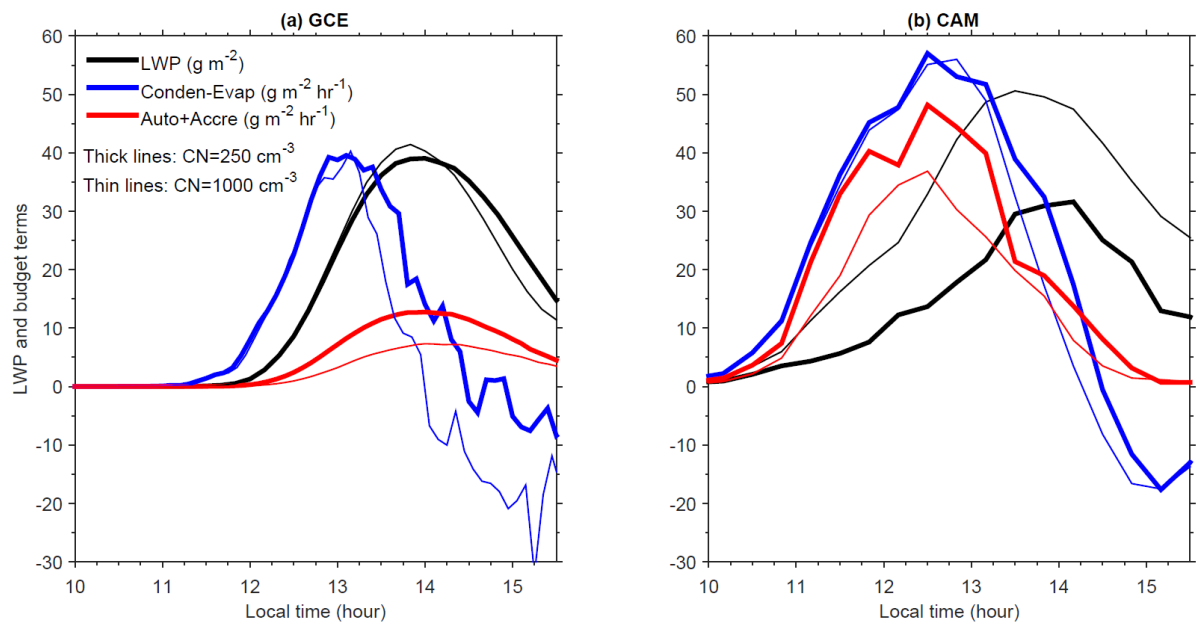 (a) GCE
(b) CAM
60
50
40
30
20
10
0
-10
-20
-30
LWP and budget terms
LWP (g m⁻²)
Conden-Evap (g m⁻² hr⁻¹)
Auto+Accre (g m⁻² hr⁻¹)
Thick lines: CN=250 cm⁻³
Thin lines: CN=1000 cm⁻³
10 11 12 13 14 15
Local time (hour)
60
50
40
30
20
10
0
-10
-20
-30
10 11 12 13 14 15
Local time (hour)